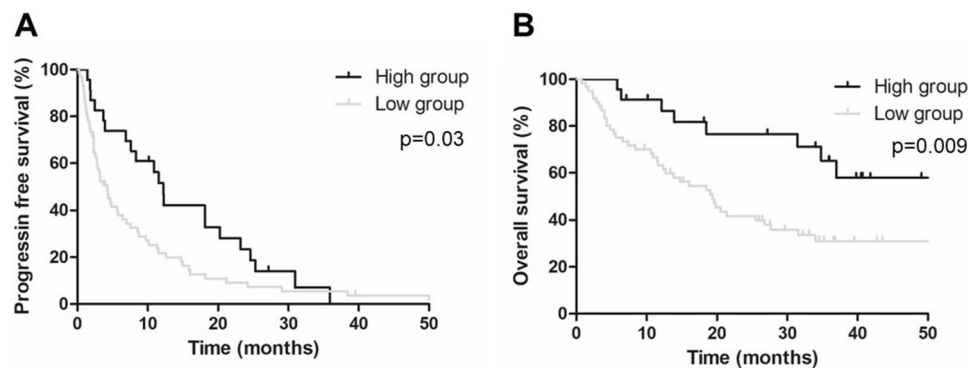 A
Progressin free survival (%)
100
80
60
40
20
0
0 10 20 30 40 50
Time (months)
High group
Low group
p=0.03
B
Overall survival (%)
100
80
60
40
20
0
0 10 20 30 40 50
Time (months)
High group
Low group
p=0.009